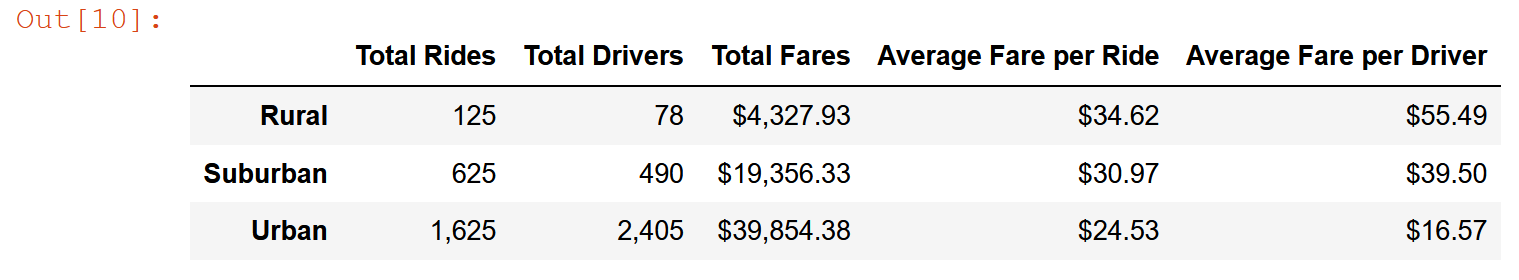 Out[10]:
Total Rides Total Drivers Total Fares Average Fare per Ride Average Fare per Driver
Rural 125 78 $4,327.93 $34.62 $55.49
Suburban 625 490 $19,356.33 $30.97 $39.50
Urban 1,625 2,405 $39,854.38 $24.53 $16.57